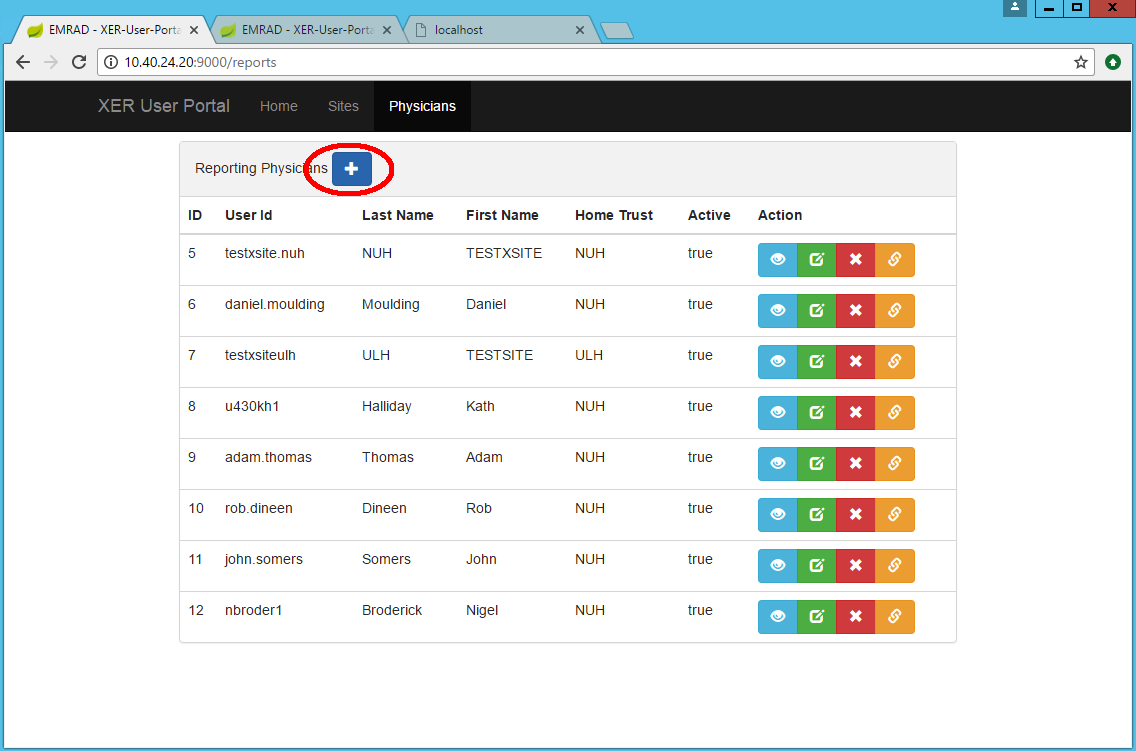 EMRAD - XER-User-Porta EMRAD - XER-User-Porta localhost
10.40.24.20:9000/reports
XER User Portal Home Sites Physicians
Reporting Physicians
ID User Id Last Name First Name Home Trust Active Action
5 testxsite.nuh NUH TESTXSITE NUH true
6 daniel.moulding Moulding Daniel NUH true
7 testxsiteulh ULH TESTSITE ULH true
8 u430kh1 Halliday Kath NUH true
9 adam.thomas Thomas Adam NUH true
10 rob.dineen Dineen Rob NUH true
11 john.somers Somers John NUH true
12 nbroder1 Broderick Nigel NUH true